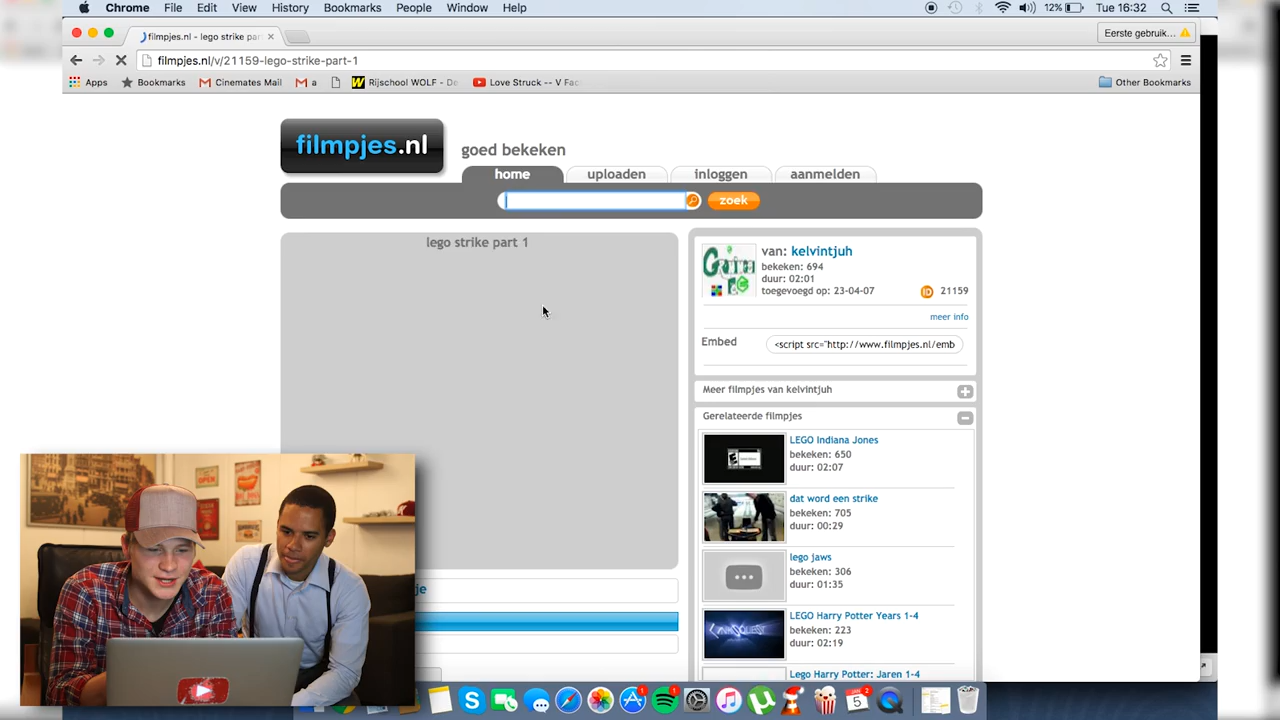 Chrome File Edit View History Bookmarks People Window Help 12% Tue 16:32
filmpjes.nl - lego strike par Eerste gebruik...
filmpjes.nl/v/21159-lego-strike-part-1
Apps Bookmarks Cinemates Mail a Rijschool WOLF - De Love Struck -- V Fac Other Bookmarks
filmpjes.nl
goed bekeken
home uploaden inloggen aanmelden
zoek
lego strike part 1
van: kelvintjuh
bekeken: 694
duur: 02:01
toegevoegd op: 23-04-07 ID 21159
meer info
Embed <script src="http://www.filmpjes.nl/emb
Meer filmpjes van kelvintjuh
Gerelateerde filmpjes
LEGO Indiana Jones
bekeken: 650
duur: 02:07
dat word een strike
bekeken: 705
duur: 00:29
lego jaws
bekeken: 306
duur: 01:35
LEGO Harry Potter Years 1-4
bekeken: 223
duur: 02:19
Lego Harry Potter: Jaren 1-4
je
OPEN